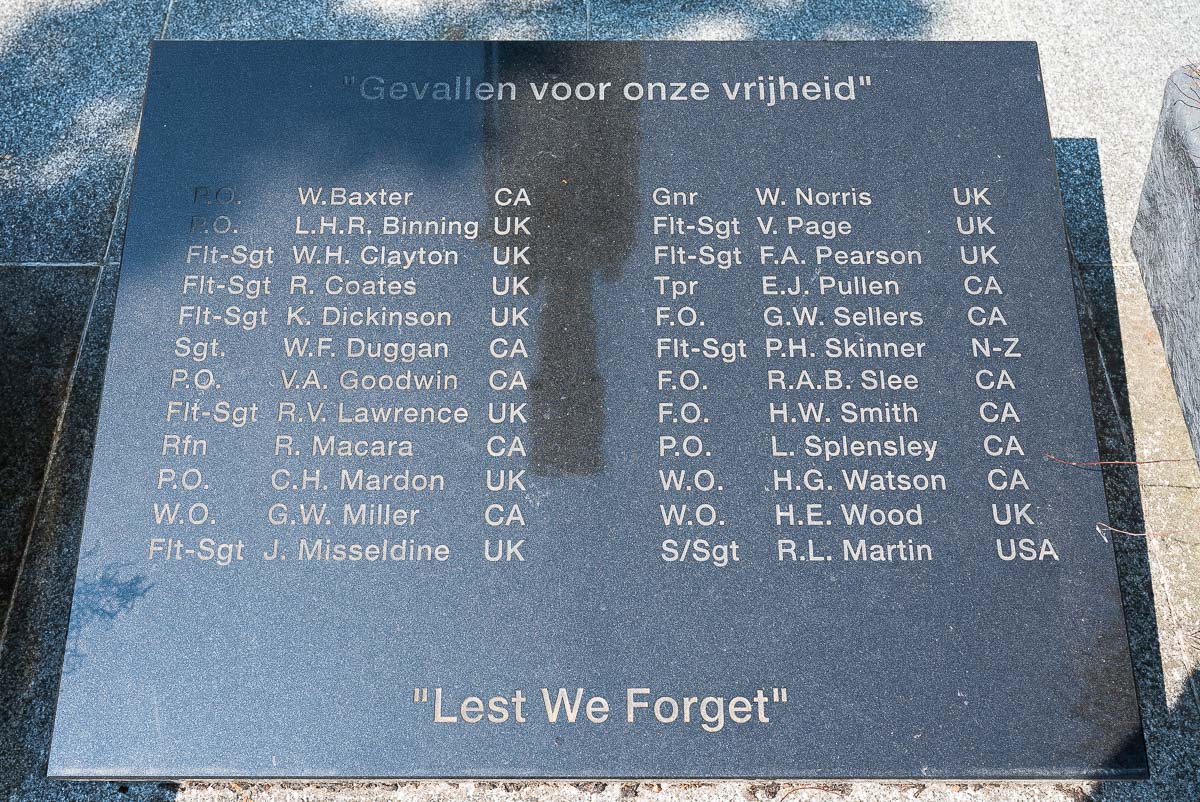 "Gevallen voor onze vrijheid"
P.O. W.Baxter CA
P.O. L.H.R. Binning UK
Flt-Sgt W.H. Clayton UK
Flt-Sgt R. Coates UK
Flt-Sgt K. Dickinson UK
Sgt. W.F. Duggan CA
P.O. V.A. Goodwin CA
Flt-Sgt R.V. Lawrence UK
Rfn R. Macara CA
P.O. C.H. Mardon UK
W.O. G.W. Miller CA
Flt-Sgt J. Misseldine UK
Gnr W. Norris UK
Flt-Sgt V. Page UK
Flt-Sgt F.A. Pearson UK
Tpr E.J. Pullen CA
F.O. G.W. Sellers CA
Flt-Sgt P.H. Skinner N-Z
F.O. R.A.B. Slee CA
F.O. H.W. Smith CA
P.O. L. Splensley CA
W.O. H.G. Watson CA
W.O. H.E. Wood UK
S/Sgt R.L. Martin USA
"Lest We Forget"